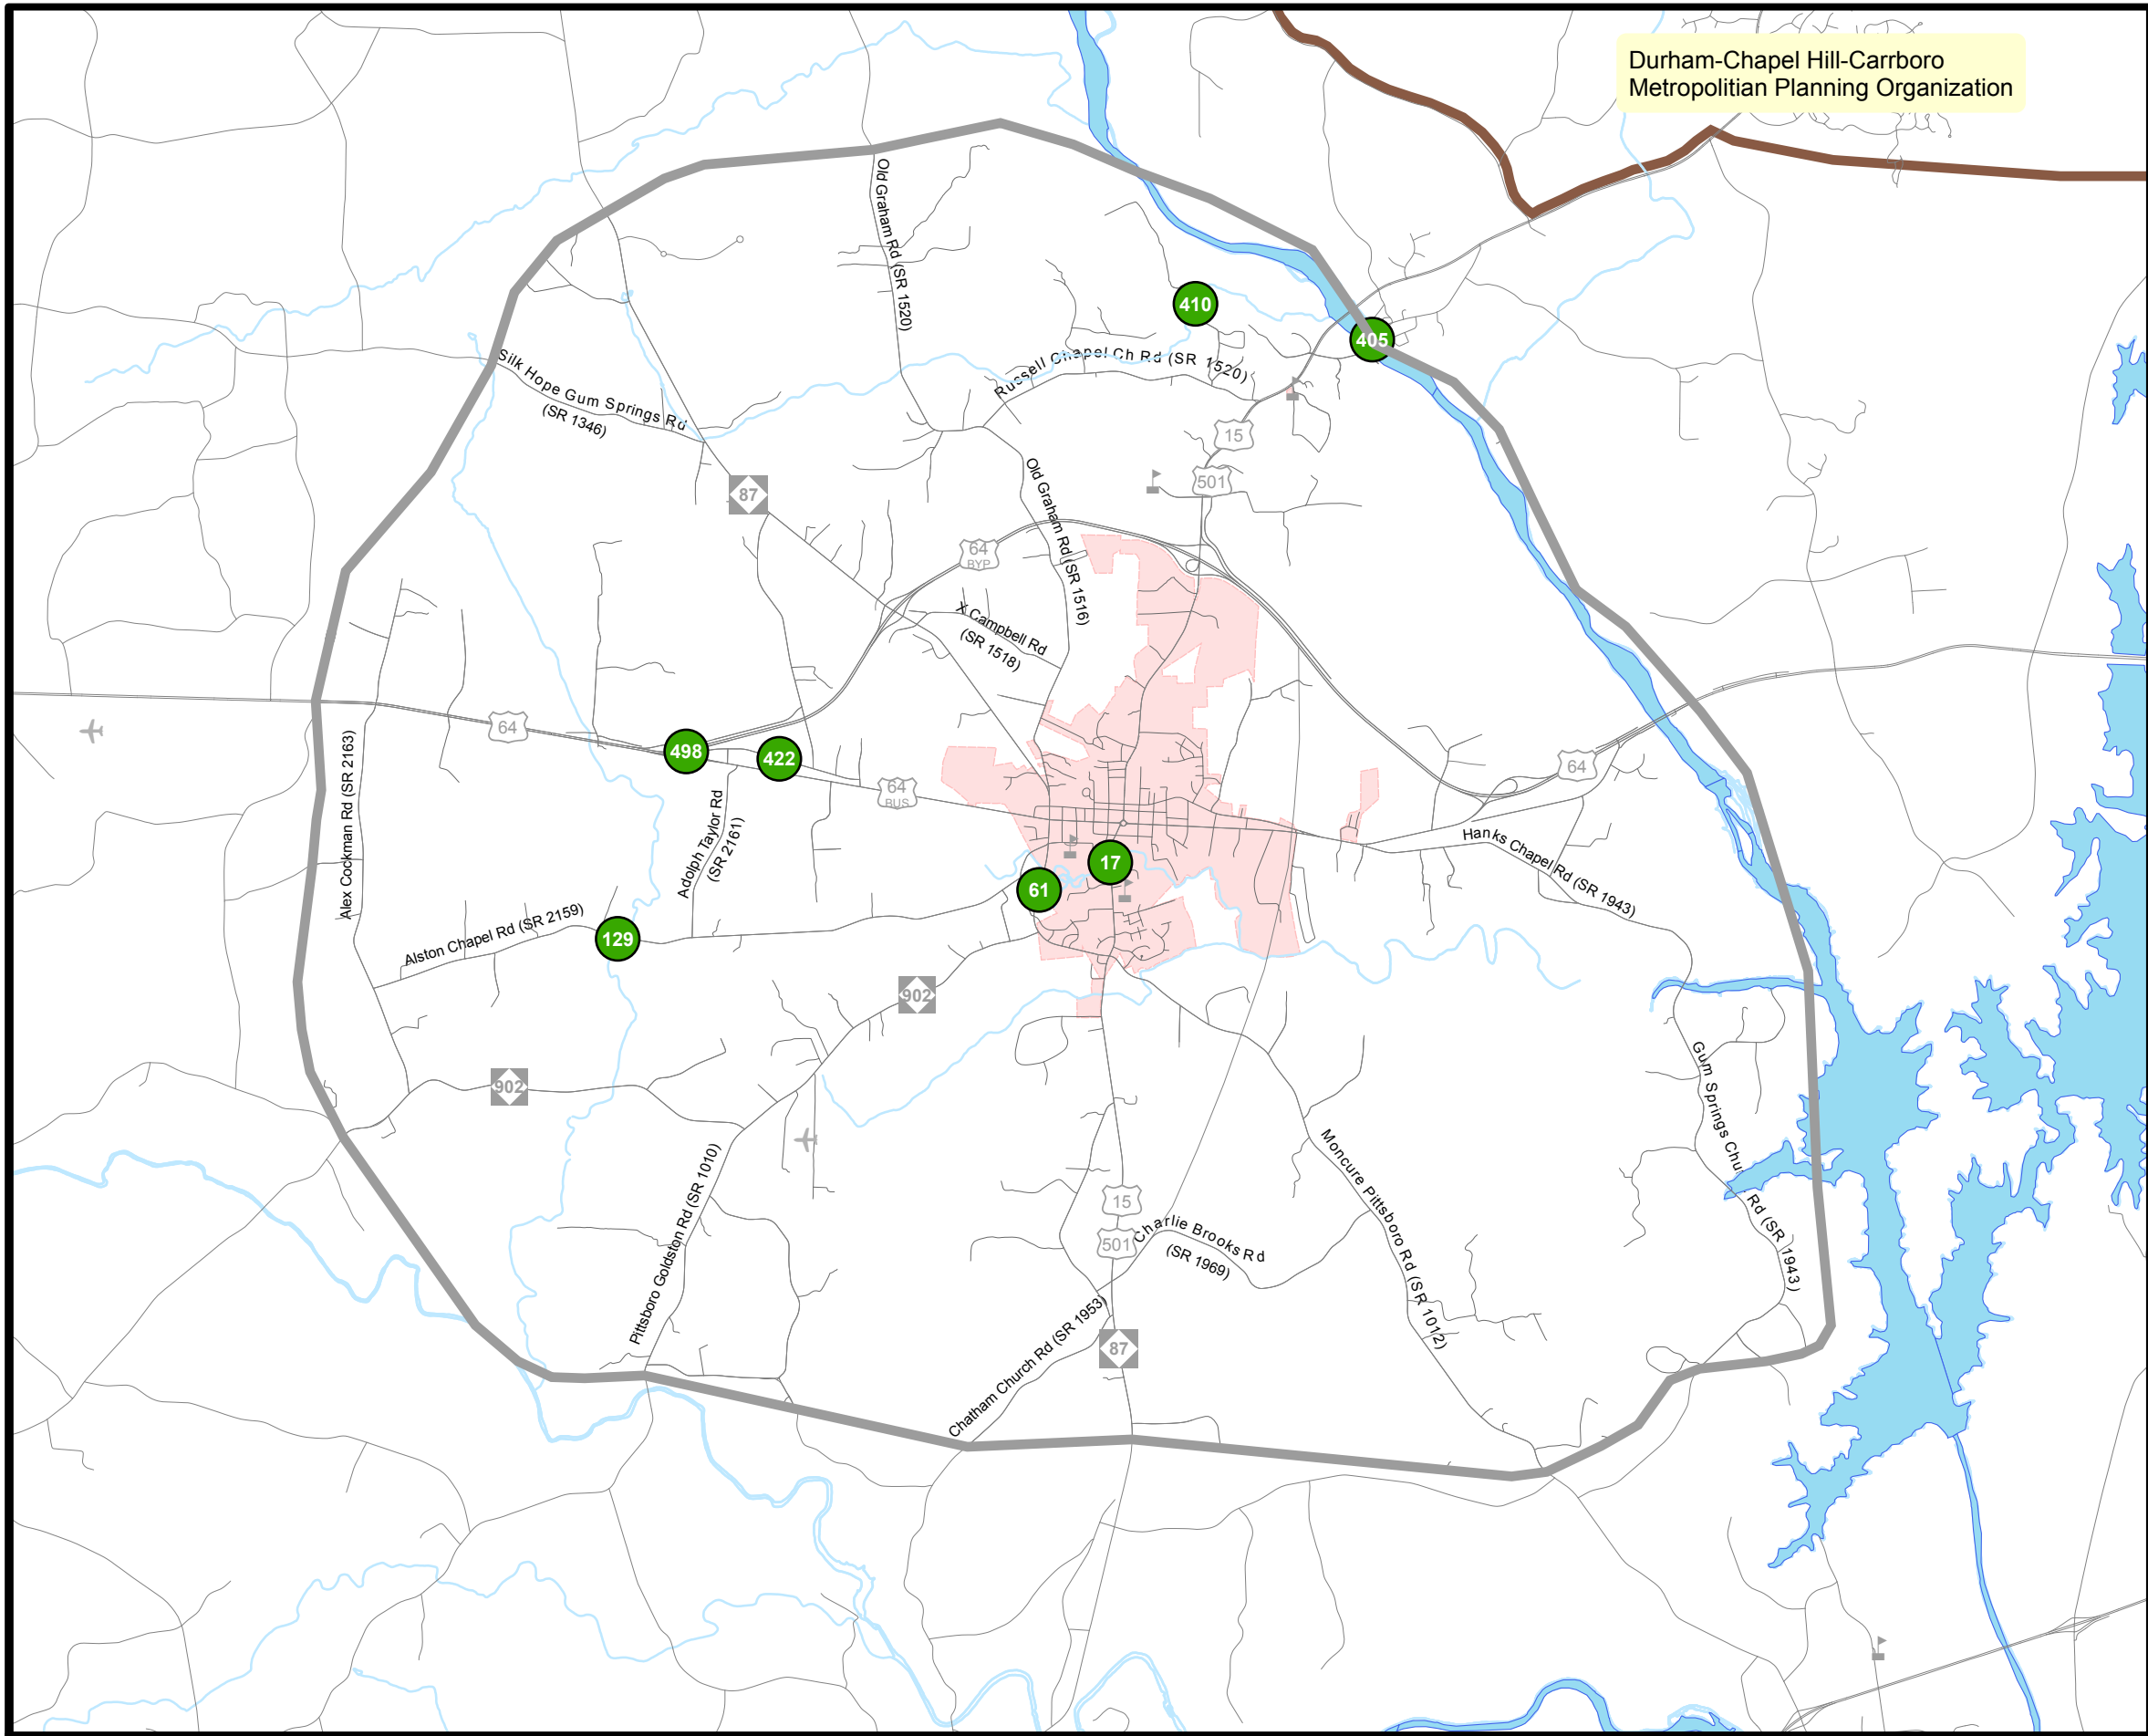 Durham-Chapel Hill-Carrboro
Metropolitian Planning Organization
Old Graham Rd (SR 1520)
410
405
Russell Chapel Ch Rd (SR 1520)
Silk Hope Gum Springs Rd
(SR 1346)
15
501
87
Old Graham Rd (SR 1516)
64
BYP
X Campbell Rd
(SR 1518)
64
498
422
64
64
BUS
Alex Cockman Rd (SR 2163)
Adolph Taylor Rd
(SR 2161)
Hanks Chapel Rd (SR 1943)
17
61
129
Alston Chapel Rd (SR 2159)
902
902
Gum Springs Chu Rd (SR 1943)
Moncure Pittsboro Rd (SR 1012)
Pittsboro Goldston Rd (SR 1010)
15
501
Charlie Brooks Rd
(SR 1969)
Chatham Church Rd (SR 1953)
87